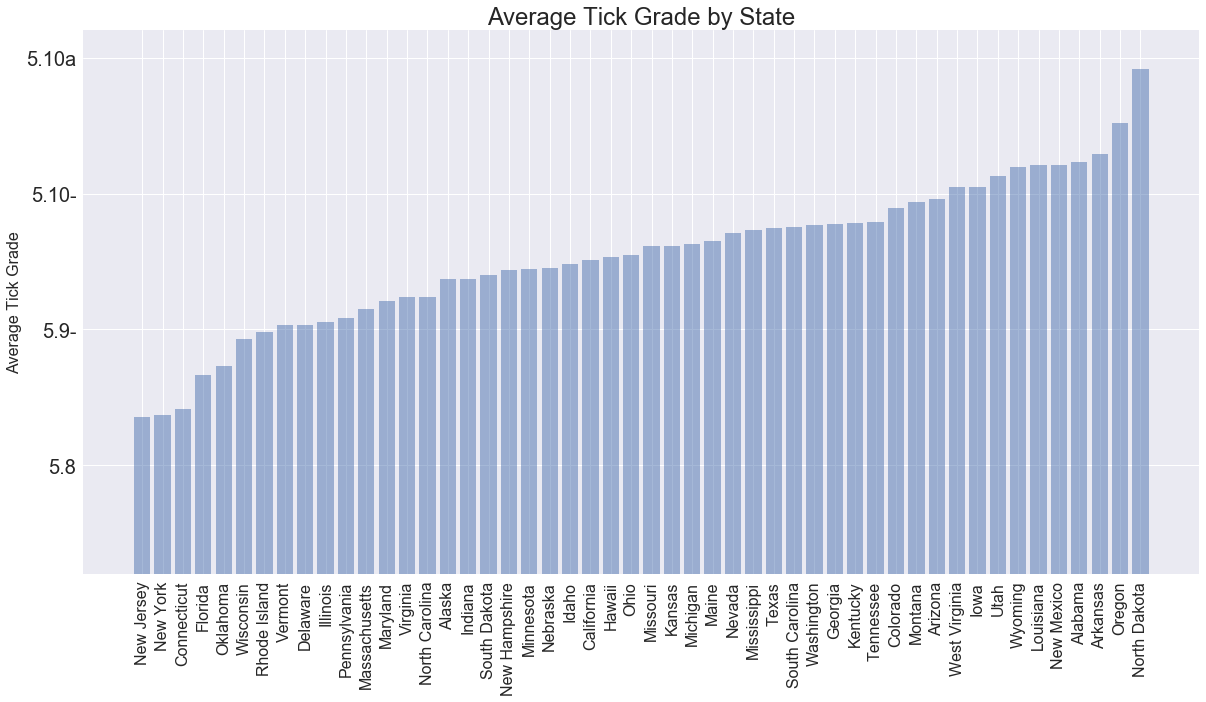 Average Tick Grade by State
5.10a
5.10-
5.9-
5.8
Average Tick Grade
New Jersey
New York
Connecticut
Florida
Oklahoma
Wisconsin
Rhode Island
Vermont
Delaware
Illinois
Pennsylvania
Massachusetts
Maryland
Virginia
North Carolina
Alaska
Indiana
South Dakota
New Hampshire
Minnesota
Nebraska
Idaho
California
Hawaii
Ohio
Missouri
Kansas
Michigan
Maine
Nevada
Mississippi
Texas
South Carolina
Washington
Georgia
Kentucky
Tennessee
Colorado
Montana
Arizona
West Virginia
Iowa
Utah
Wyoming
Louisiana
New Mexico
Alabama
Arkansas
Oregon
North Dakota